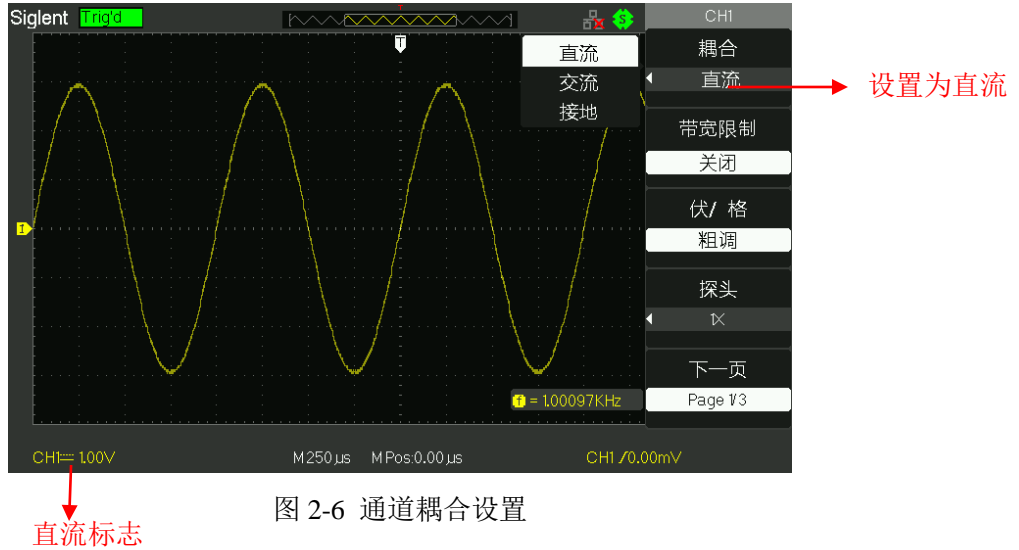 Siglent Trig'd
T
S
CH1
耦合
直流
直流
交流
接地
设置为直流
带宽限制
关闭
伏/ 格
粗调
探头
1X
下一页
Page 1/3
f = 1.00097KHz
CH1 1.00V
M 250μs
M Pos:0.00μs
CH1 /0.00mV
图 2-6 通道耦合设置
直流标志